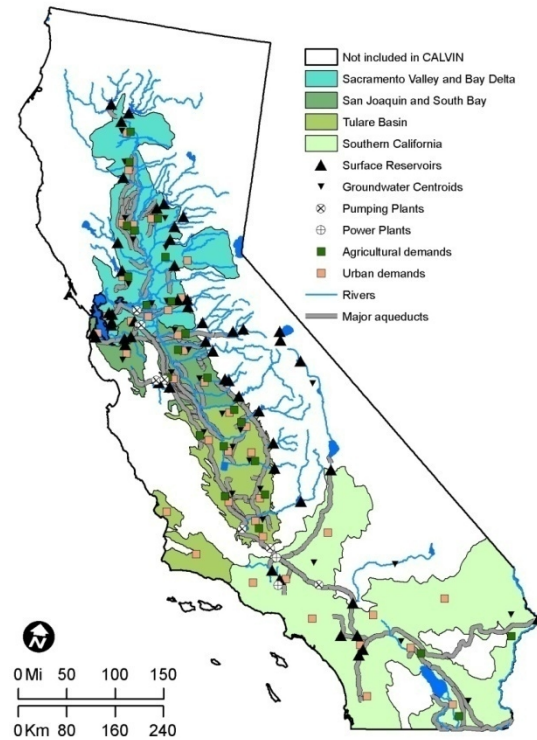 Not included in CALVIN
Sacramento Valley and Bay Delta
San Joaquin and South Bay
Tulare Basin
Southern California
Surface Reservoirs
Groundwater Centroids
Pumping Plants
Power Plants
Agricultural demands
Urban demands
Rivers
Major aqueducts
N
0 Mi 50 100 150
0 Km 80 160 240